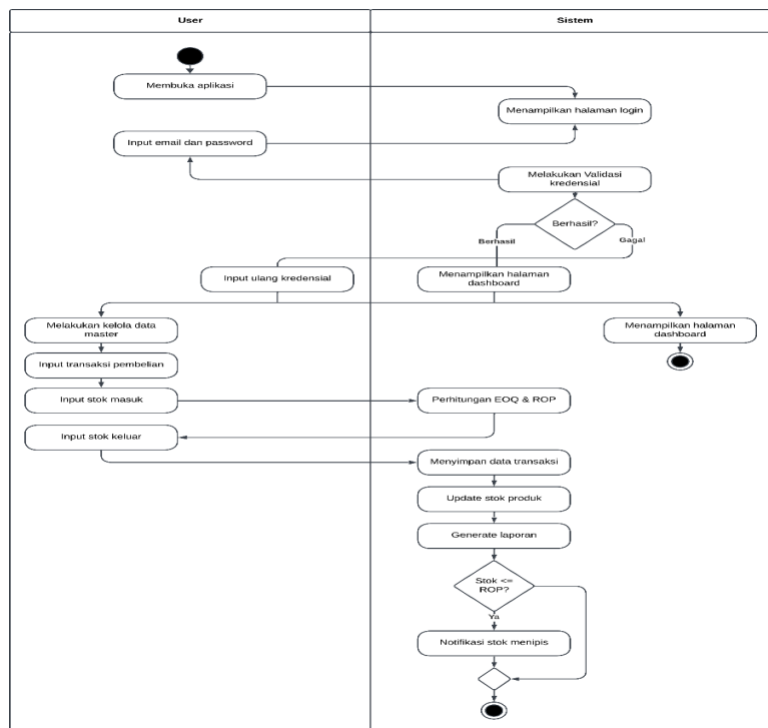 User
Sistem
Membuka aplikasi
Menampilkan halaman login
Input email dan password
Melakukan Validasi
kredensial
Berhasil?
Berhasil
Gagal
Input ulang kredensial
Menampilkan halaman
dashboard
Melakukan kelola data
master
Menampilkan halaman
dashboard
Input transaksi pembelian
Input stok masuk
Perhitungan EOQ & ROP
Input stok keluar
Menyimpan data transaksi
Update stok produk
Generate laporan
Stok <=
ROP?
Ya
Notifikasi stok menipis